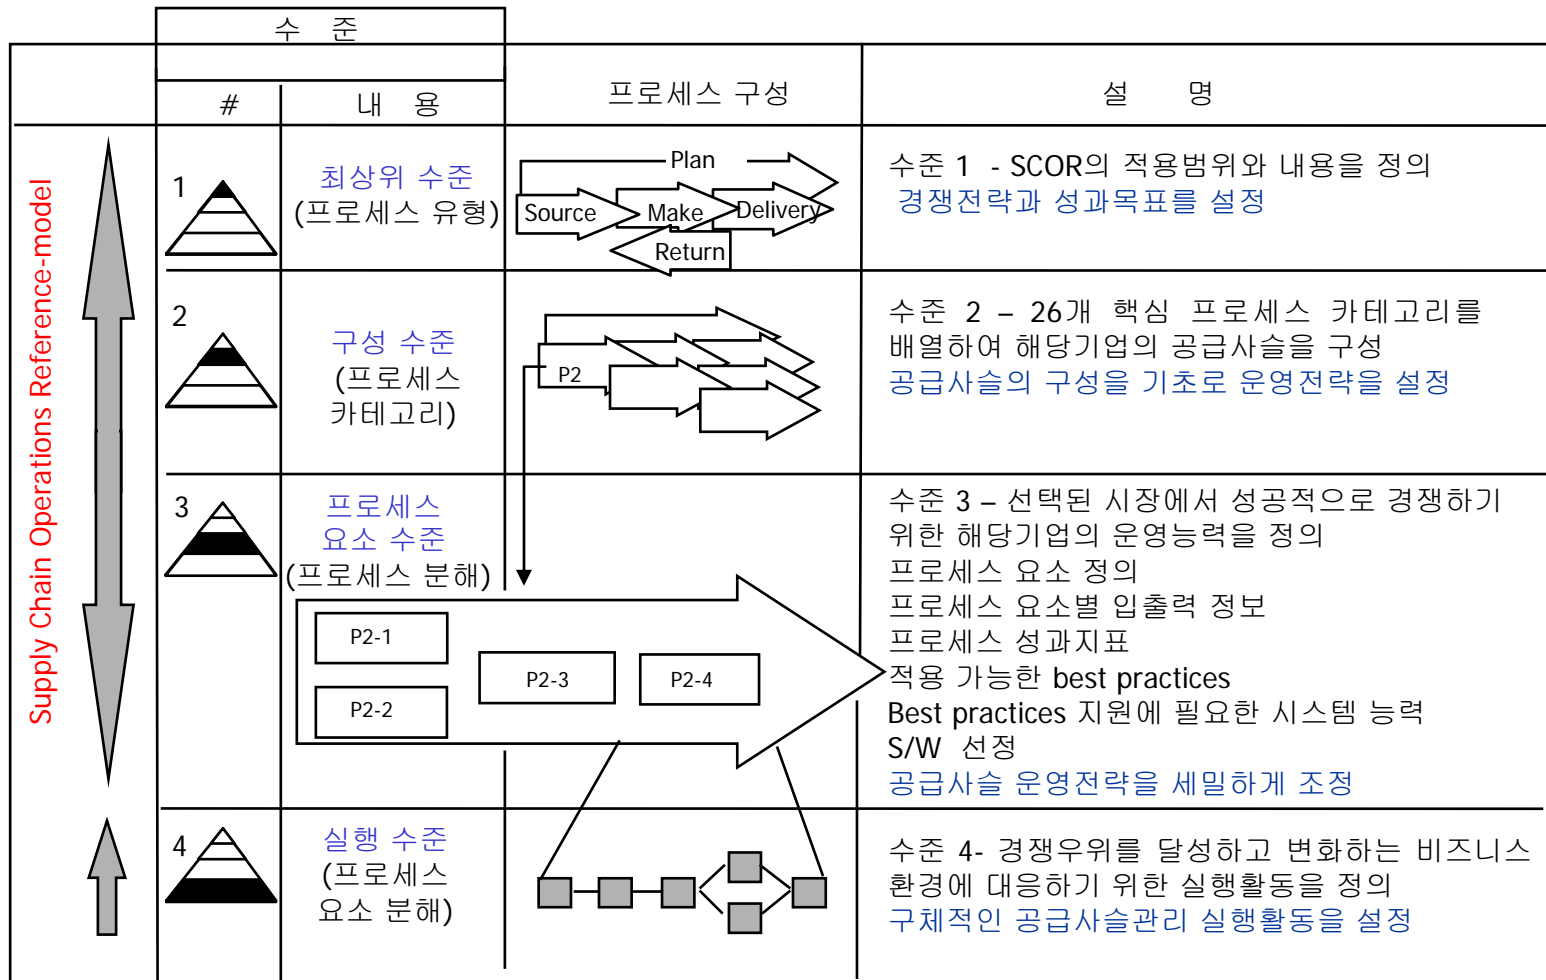 수 준
# 내 용 프로세스 구성 설 명
Supply Chain Operations Reference-model
1
최상위 수준
(프로세스 유형)
Plan
Source Make Delivery
Return
수준 1 - SCOR의 적용범위와 내용을 정의
경쟁전략과 성과목표를 설정
2
구성 수준
(프로세스
카테고리)
P2
수준 2 – 26개 핵심 프로세스 카테고리를
배열하여 해당기업의 공급사슬을 구성
공급사슬의 구성을 기초로 운영전략을 설정
3
프로세스
요소 수준
(프로세스 분해)
P2-1
P2-2
P2-3
P2-4
수준 3 – 선택된 시장에서 성공적으로 경쟁하기
위한 해당기업의 운영능력을 정의
프로세스 요소 정의
프로세스 요소별 입출력 정보
프로세스 성과지표
적용 가능한 best practices
Best practices 지원에 필요한 시스템 능력
S/W 선정
공급사슬 운영전략을 세밀하게 조정
4
실행 수준
(프로세스
요소 분해)
수준 4- 경쟁우위를 달성하고 변화하는 비즈니스
환경에 대응하기 위한 실행활동을 정의
구체적인 공급사슬관리 실행활동을 설정